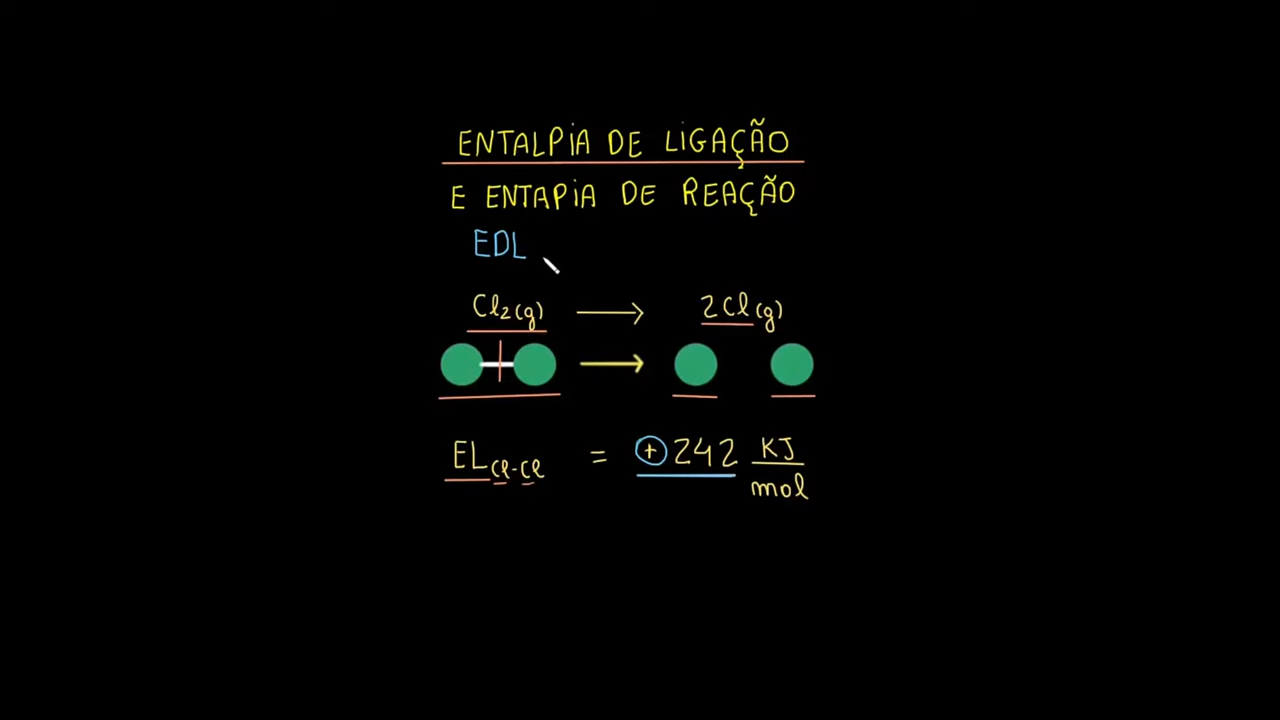 ENTALPIA DE LIGAÇÃO
E ENTAPIA DE REAÇÃO
EDL
Cl2(g) → 2Cl(g)
ELCl-Cl = +242 KJ/mol